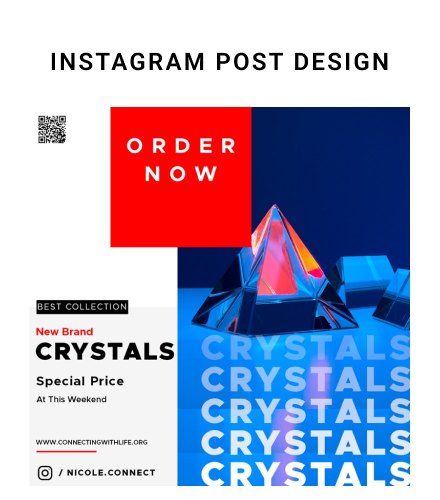 INSTAGRAM POST DESIGN
ORDER
NOW
BEST COLLECTION
New Brand
CRYSTALS
Special Price
At This Weekend
WWW.CONNECTINGWITHLIFE.ORG
/ NICOLE.CONNECT
CRYSTALS
CRYSTALS
CRYSTALS
CRYSTALS
CRYSTALS